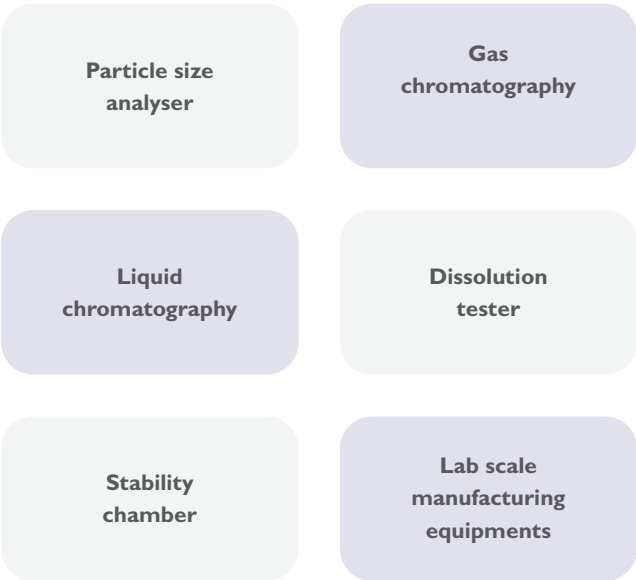 Particle size
analyser
Gas
chromatography
Liquid
chromatography
Dissolution
tester
Stability
chamber
Lab scale
manufacturing
equipments